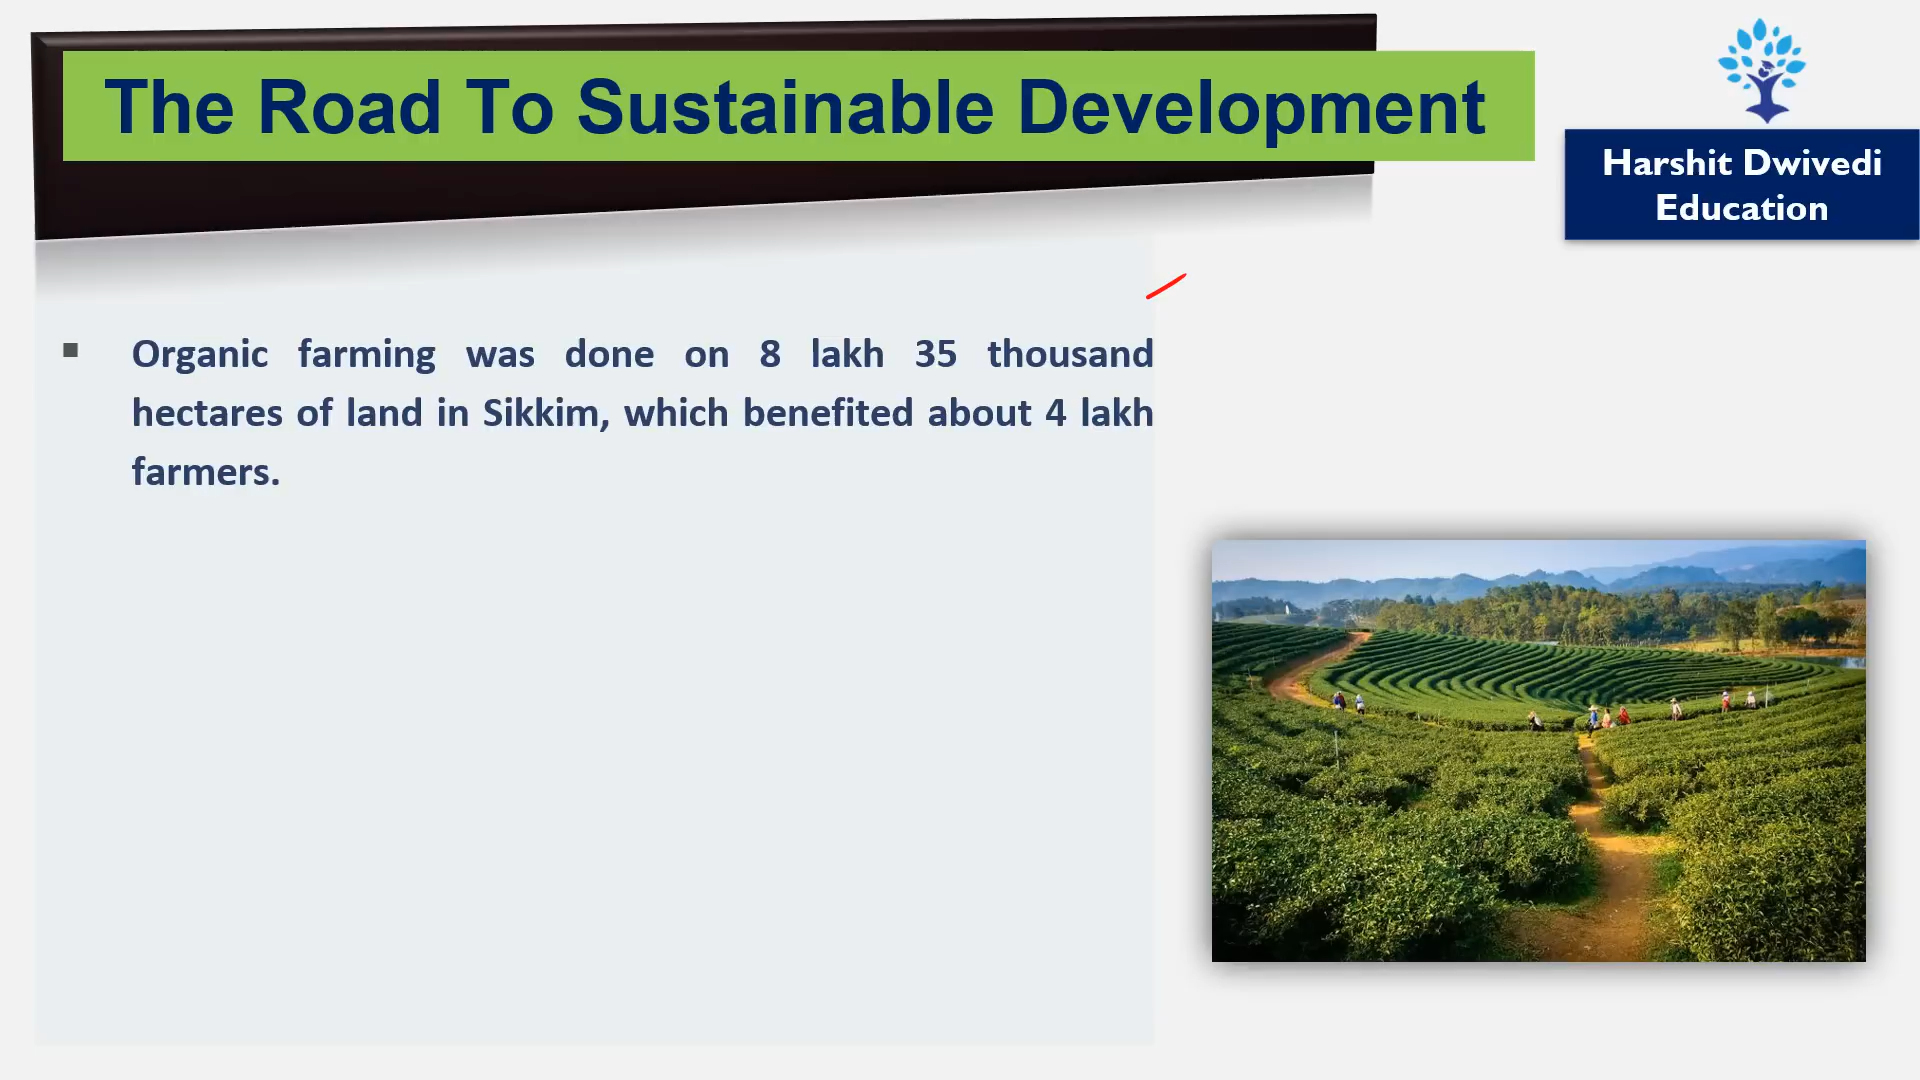 The Road To Sustainable Development
Harshit Dwivedi
Education
▪ Organic farming was done on 8 lakh 35 thousand
hectares of land in Sikkim, which benefited about 4 lakh
farmers.